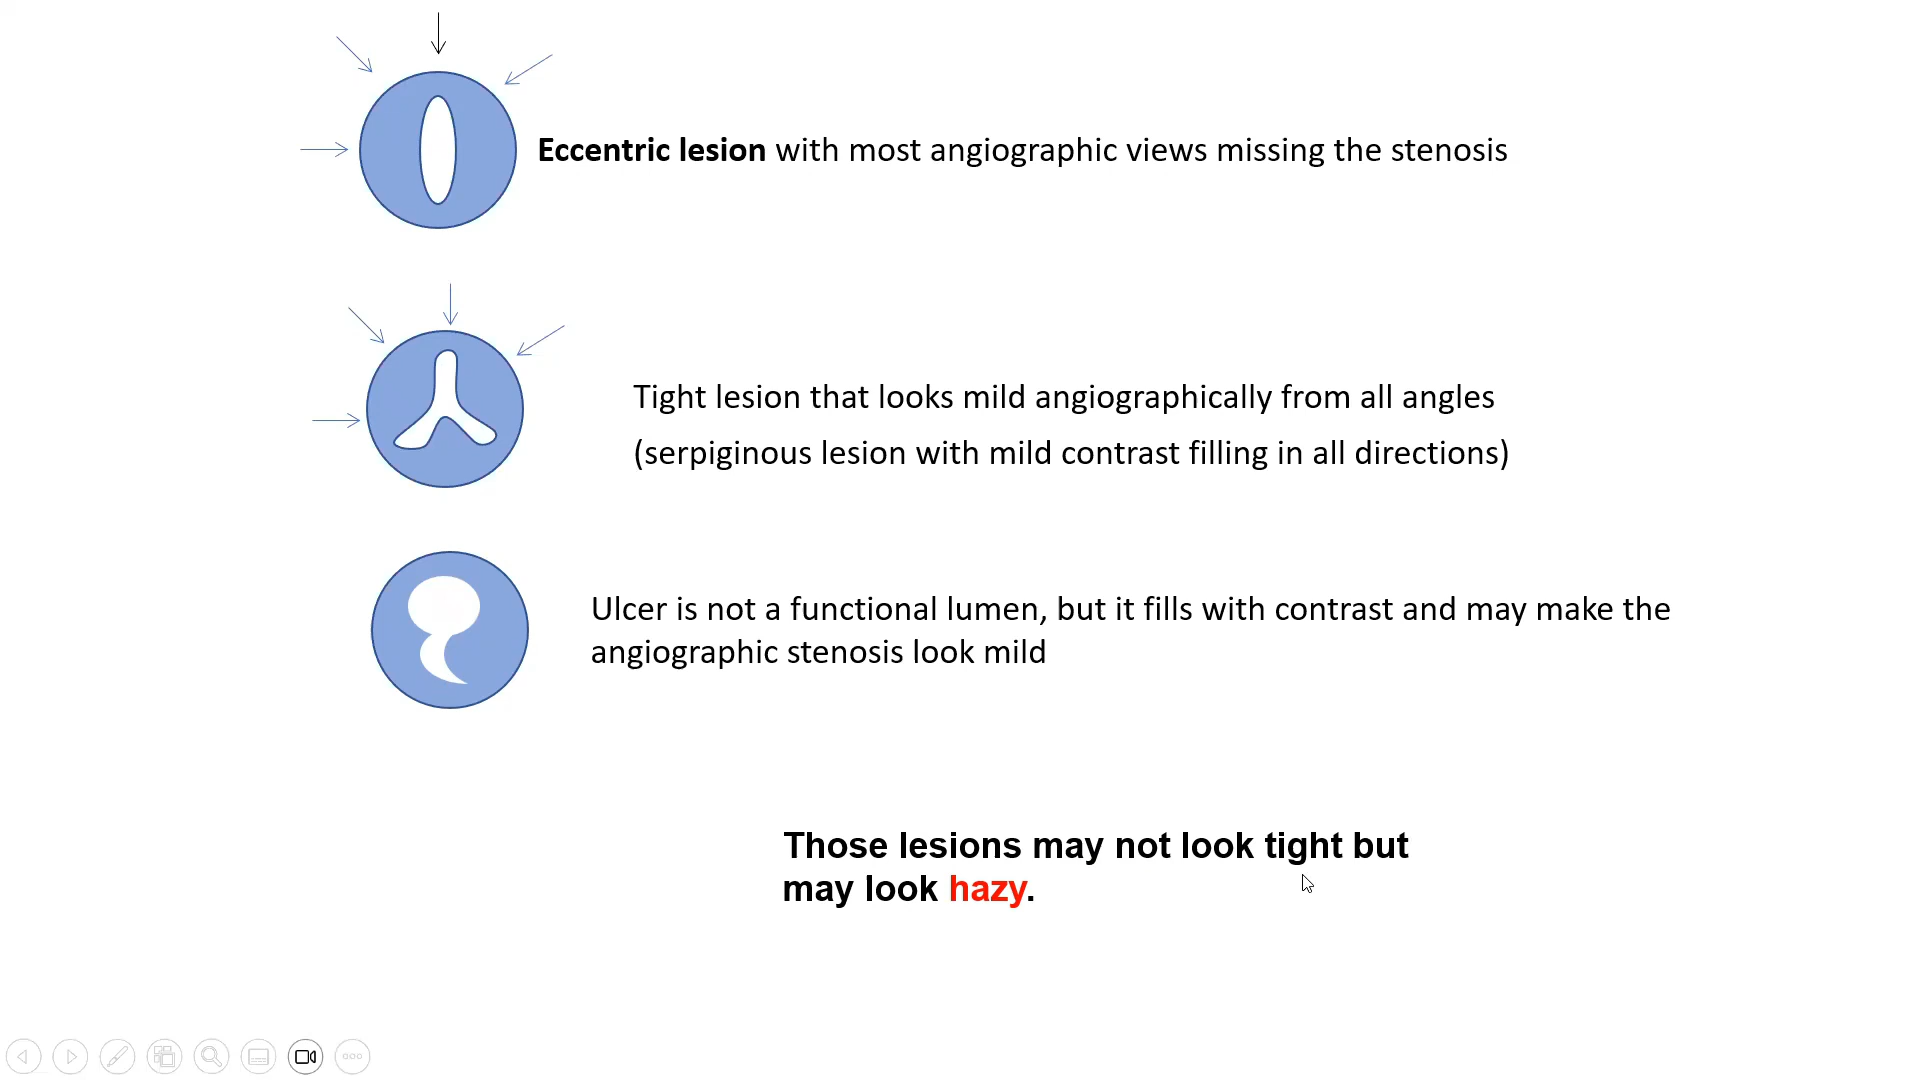 Eccentric lesion with most angiographic views missing the stenosis
Tight lesion that looks mild angiographically from all angles
(serpiginous lesion with mild contrast filling in all directions)
Ulcer is not a functional lumen, but it fills with contrast and may make the
angiographic stenosis look mild
Those lesions may not look tight but
may look hazy.